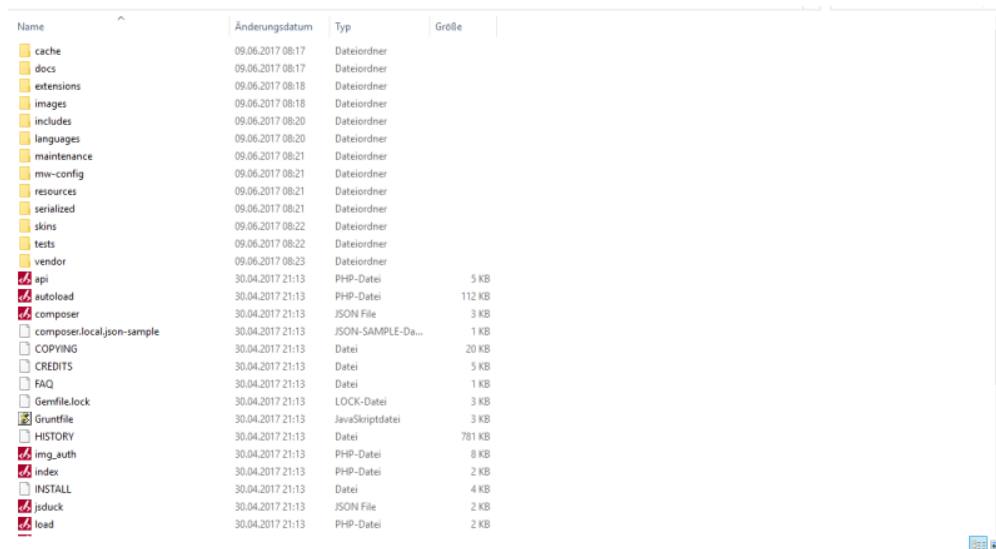 Name Änderungsdatum Typ Größe
cache 09.06.2017 08:17 Dateiordner
docs 09.06.2017 08:17 Dateiordner
extensions 09.06.2017 08:18 Dateiordner
images 09.06.2017 08:18 Dateiordner
includes 09.06.2017 08:20 Dateiordner
languages 09.06.2017 08:20 Dateiordner
maintenance 09.06.2017 08:21 Dateiordner
mw-config 09.06.2017 08:21 Dateiordner
resources 09.06.2017 08:21 Dateiordner
serialized 09.06.2017 08:21 Dateiordner
skins 09.06.2017 08:22 Dateiordner
tests 09.06.2017 08:22 Dateiordner
vendor 09.06.2017 08:23 Dateiordner
api 30.04.2017 21:13 PHP-Datei 5 KB
autoload 30.04.2017 21:13 PHP-Datei 112 KB
composer 30.04.2017 21:13 JSON File 3 KB
composer.local.json-sample 30.04.2017 21:13 JSON-SAMPLE-Da... 1 KB
COPYING 30.04.2017 21:13 Datei 20 KB
CREDITS 30.04.2017 21:13 Datei 5 KB
FAQ 30.04.2017 21:13 Datei 1 KB
Gemfile.lock 30.04.2017 21:13 LOCK-Datei 3 KB
Gruntfile 30.04.2017 21:13 JavaSkriptdatei 3 KB
HISTORY 30.04.2017 21:13 Datei 781 KB
img_auth 30.04.2017 21:13 PHP-Datei 8 KB
index 30.04.2017 21:13 PHP-Datei 2 KB
INSTALL 30.04.2017 21:13 Datei 4 KB
jsduck 30.04.2017 21:13 JSON File 2 KB
load 30.04.2017 21:13 PHP-Datei 2 KB